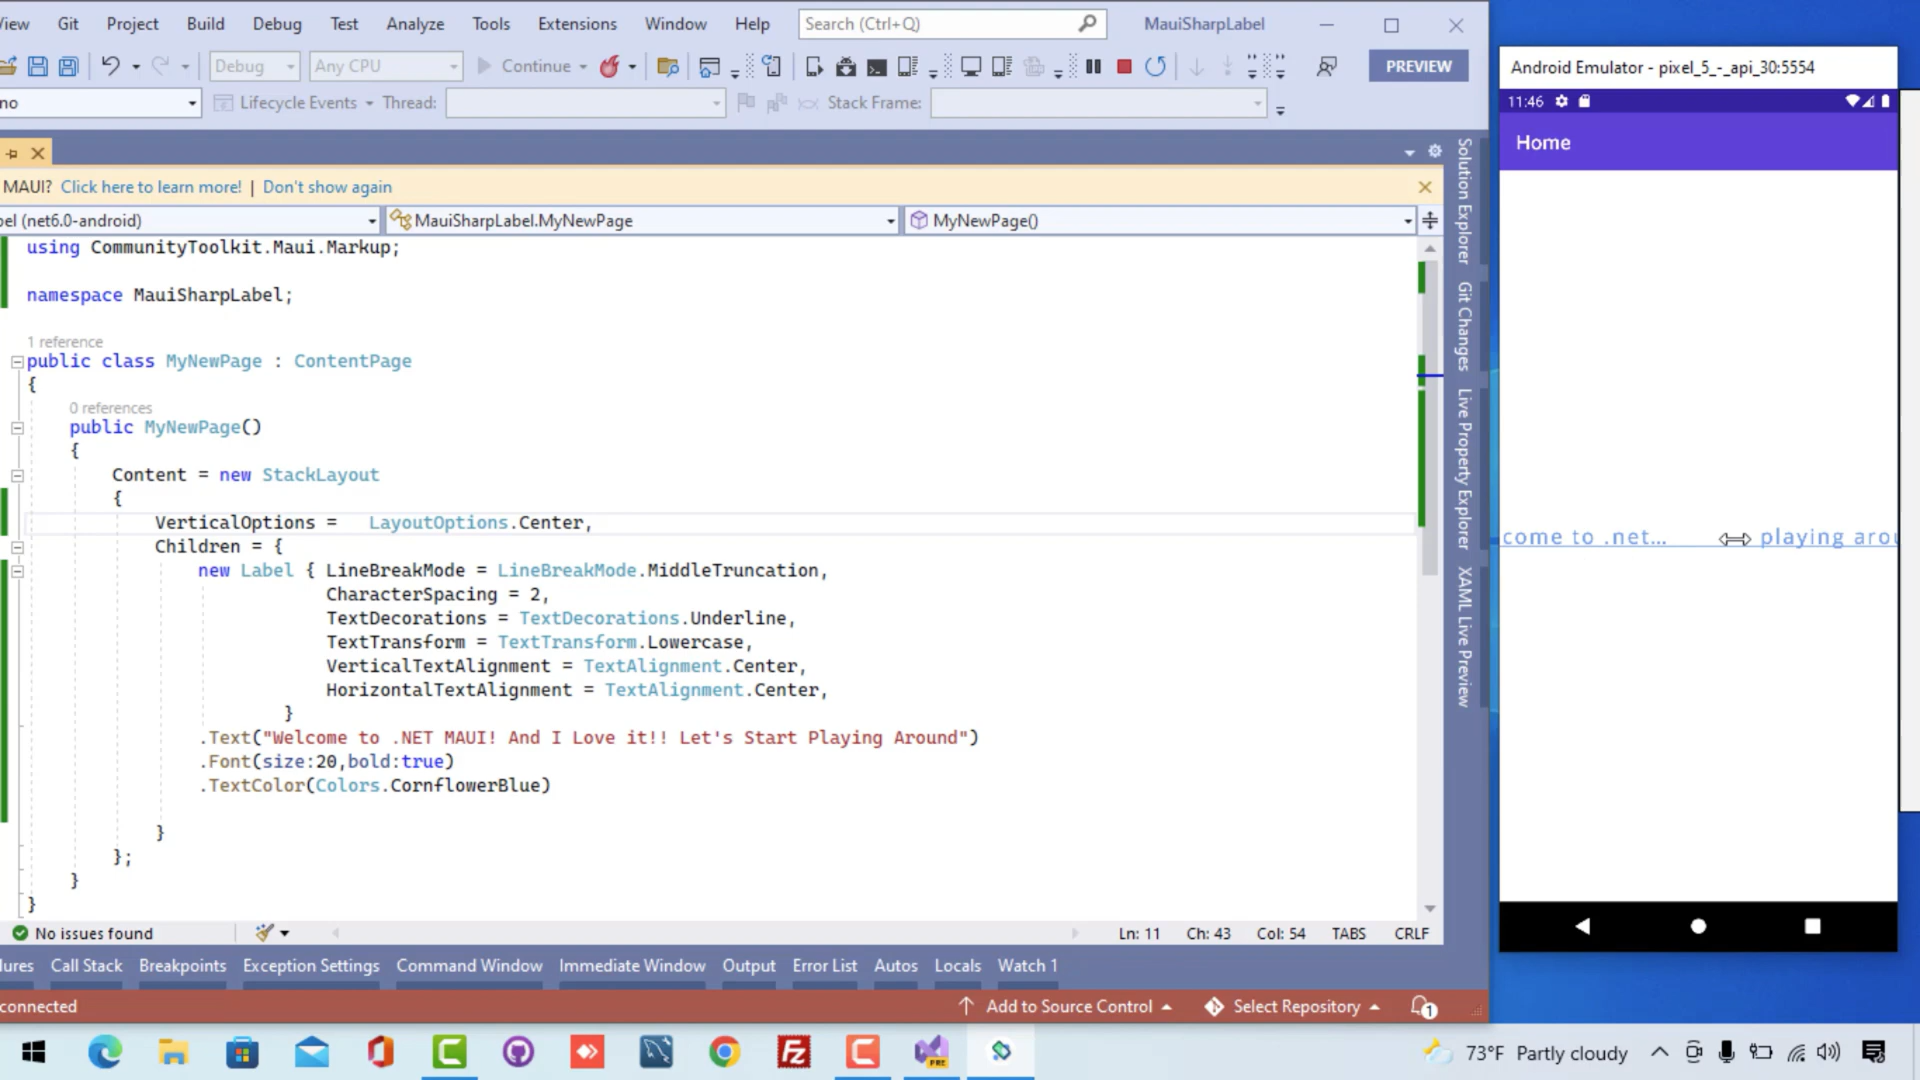 View Git Project Build Debug Test Analyze Tools Extensions Window Help Search (Ctrl+Q) MauiSharpLabel
Debug Any CPU Continue PREVIEW
no Lifecycle Events Thread: Stack Frame:
MAUI? Click here to learn more! | Don't show again
bel (net6.0-android) MauiSharpLabel.MyNewPage MyNewPage()
using CommunityToolkit.Maui.Markup;
namespace MauiSharpLabel;
1 reference
public class MyNewPage : ContentPage
{
0 references
public MyNewPage()
{
Content = new StackLayout
{
VerticalOptions =   LayoutOptions.Center,
Children = {
new Label { LineBreakMode = LineBreakMode.MiddleTruncation,
CharacterSpacing = 2,
TextDecorations = TextDecorations.Underline,
TextTransform = TextTransform.Lowercase,
VerticalTextAlignment = TextAlignment.Center,
HorizontalTextAlignment = TextAlignment.Center,
}
.Text("Welcome to .NET MAUI! And I Love it!! Let's Start Playing Around")
.Font(size:20,bold:true)
.TextColor(Colors.CornflowerBlue)
}
};
}
}
No issues found Ln: 11 Ch: 43 Col: 54 TABS CRLF
lures Call Stack Breakpoints Exception Settings Command Window Immediate Window Output Error List Autos Locals Watch 1
connected Add to Source Control Select Repository 1
Solution Explorer
Git Changes
Live Property Explorer
XAML Live Preview
Android Emulator - pixel_5_-_api_30:5554
11:46
Home
come to .net... playing arou
PRE
73°F Partly cloudy